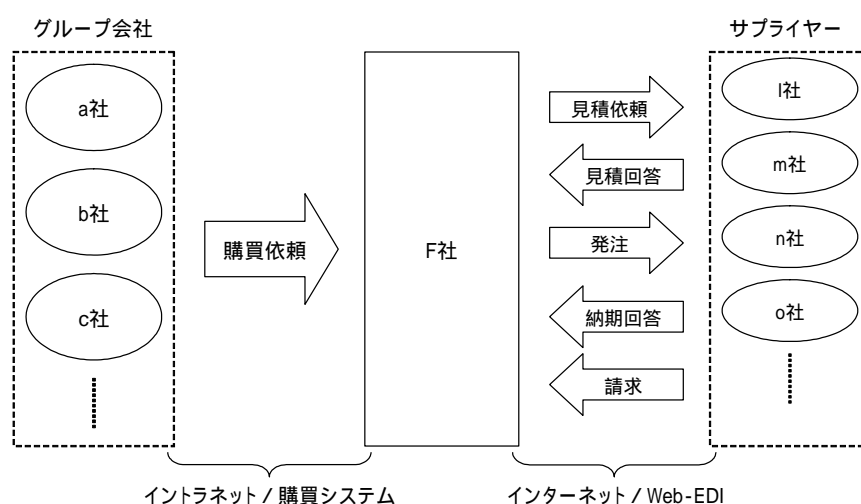 グループ会社
サプライヤー
a社
b社
c社
購買依頼
F社
見積依頼
見積回答
発注
納期回答
請求
l社
m社
n社
o社
イントラネット / 購買システム
インターネット / Web-EDI